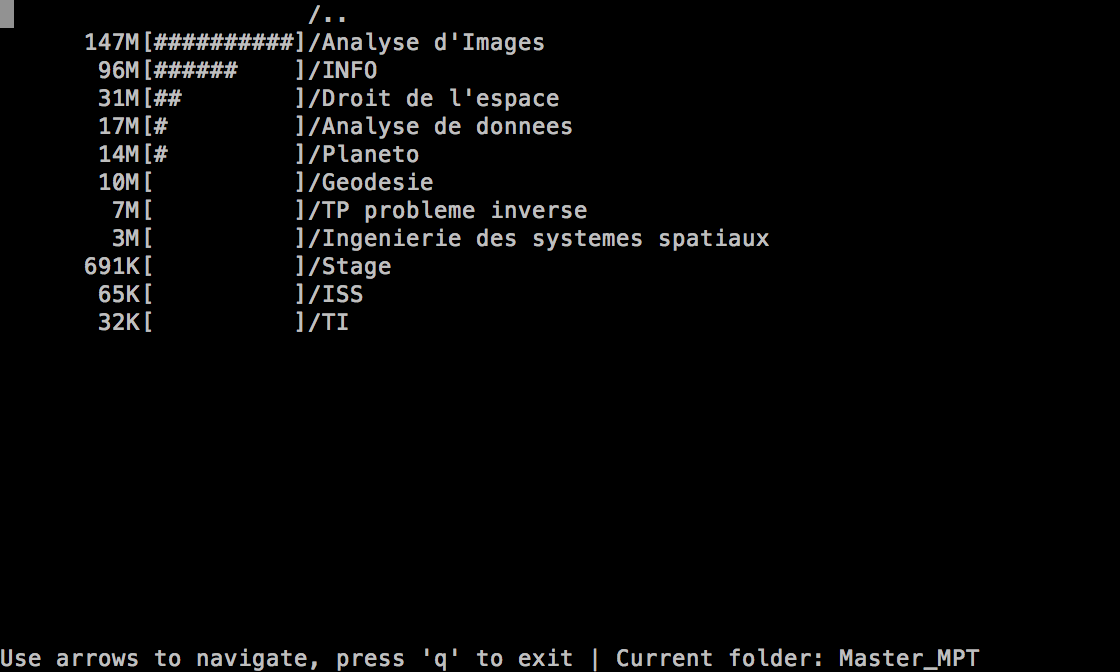 /..
147M[##########]/Analyse d'Images
96M[######    ]/INFO
31M[##        ]/Droit de l'espace
17M[#         ]/Analyse de donnees
14M[#         ]/Planeto
10M[          ]/Geodesie
7M[          ]/TP probleme inverse
3M[          ]/Ingenierie des systemes spatiaux
691K[          ]/Stage
65K[          ]/ISS
32K[          ]/TI
Use arrows to navigate, press 'q' to exit | Current folder: Master_MPT